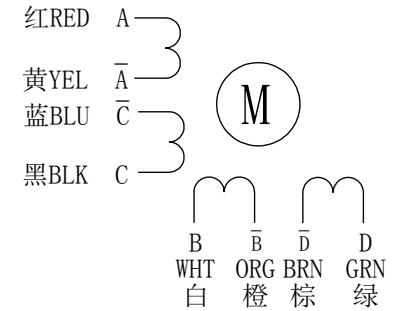 红RED A
黄YEL A̅
蓝BLU C̅
黑BLK C
M
B B̅ D̅ D
WHT ORG BRN GRN
白 橙 棕 绿